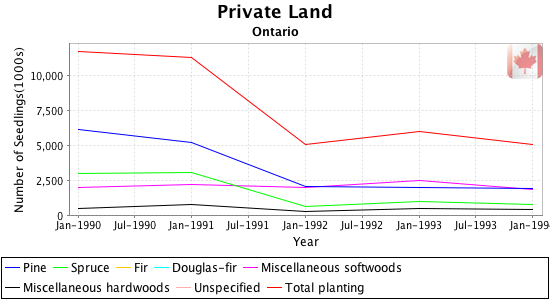 Private Land
Ontario
Number of Seedlings(1000s)
10,000
7,500
5,000
2,500
0
Jan-1990 Jul-1990 Jan-1991 Jul-1991 Jan-1992 Jul-1992 Jan-1993 Jul-1993 Jan-1994
Year
Pine Spruce Fir Douglas-fir Miscellaneous softwoods
Miscellaneous hardwoods Unspecified Total planting